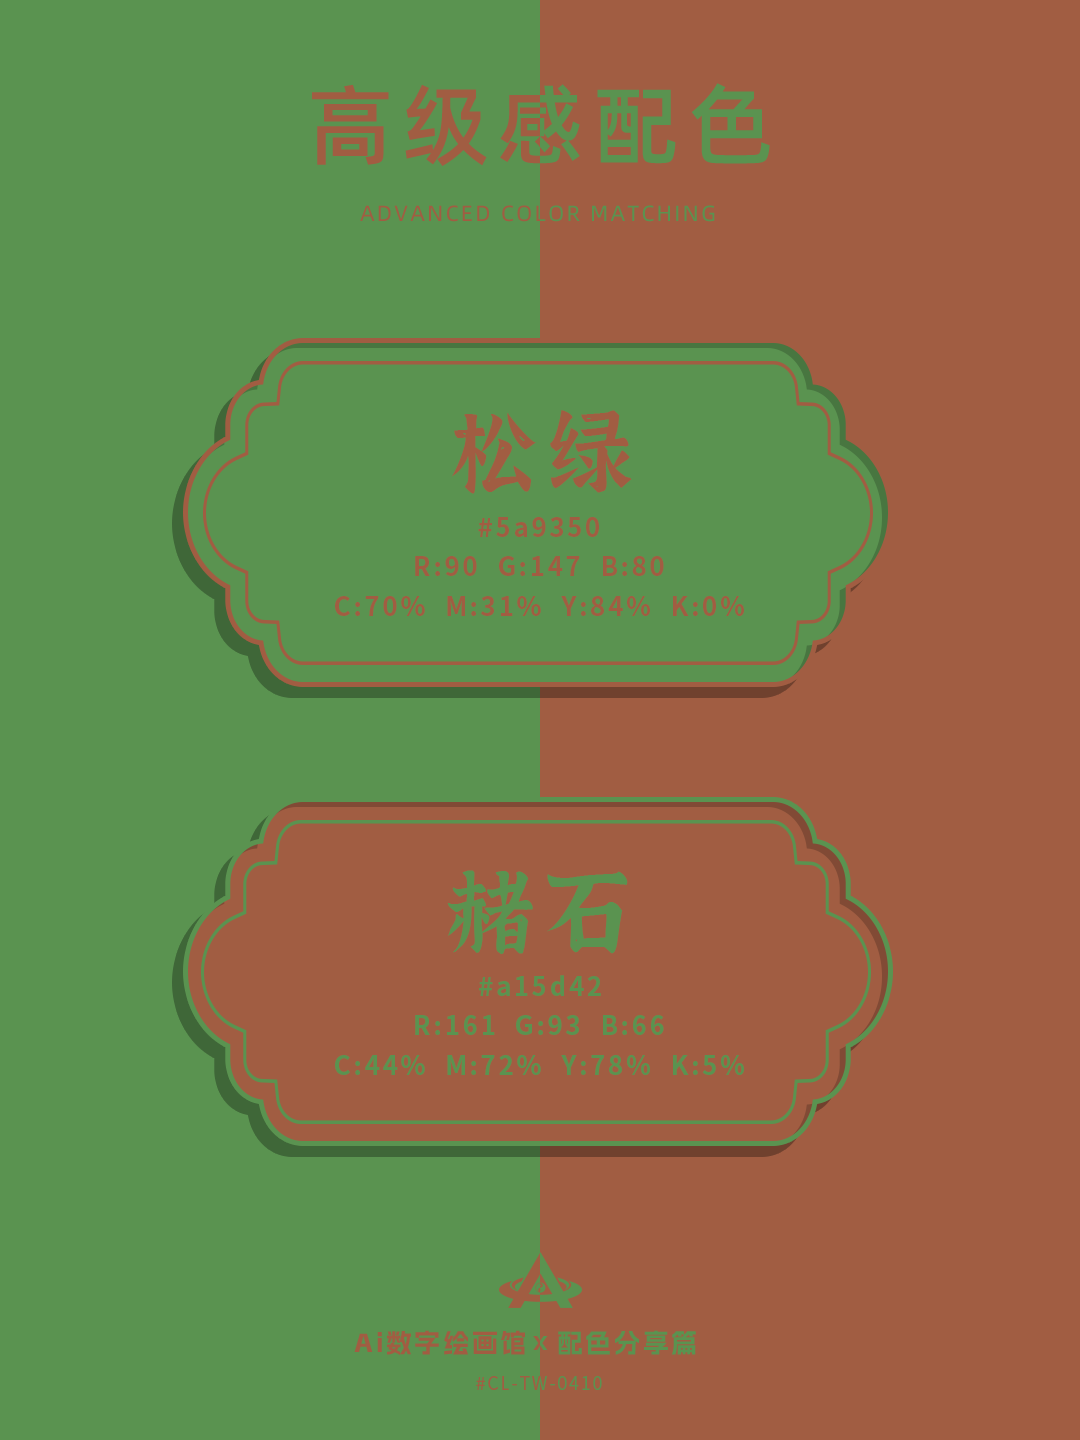 高级感配色
ADVANCED COLOR MATCHING
松绿
#5a9350
R:90 G:147 B:80
C:70% M:31% Y:84% K:0%
赭石
#a15d42
R:161 G:93 B:66
C:44% M:72% Y:78% K:5%
Ai数字绘画馆 x 配色分享篇
#CL-TW-0410